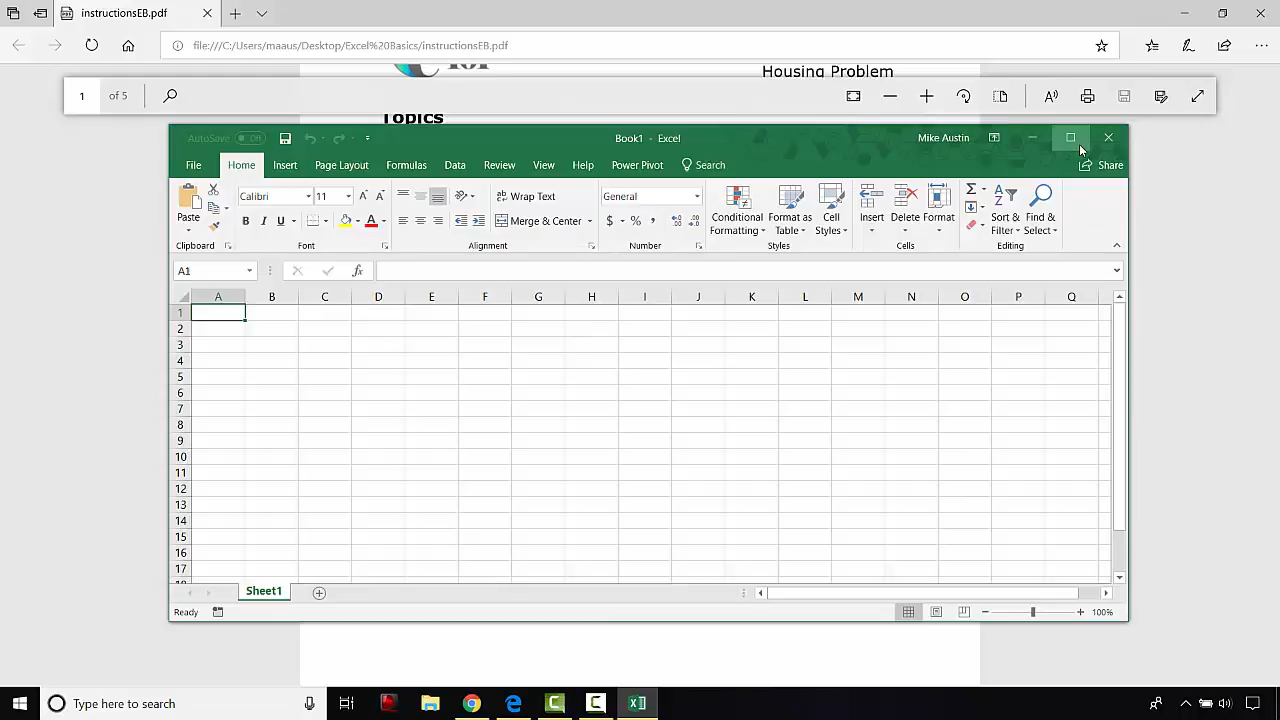 instructionsEB.pdf
file:///C:/Users/maaus/Desktop/Excel%20Basics/instructionsEB.pdf
Housing Problem
1 of 5
Topics
AutoSave Off Book1 - Excel Mike Austin
File Home Insert Page Layout Formulas Data Review View Help Power Pivot Search Share
Paste Calibri 11 A A ab Wrap Text General Conditional Formatting Format as Table Cell Styles Insert Delete Format Sort & Filter Find & Select
B I U A Merge & Center $ % ,
Clipboard Font Alignment Number Styles Cells Editing
A1 fx
A B C D E F G H I J K L M N O P Q
1
2
3
4
5
6
7
8
9
10
11
12
13
14
15
16
17
Sheet1
Ready 100%
Type here to search